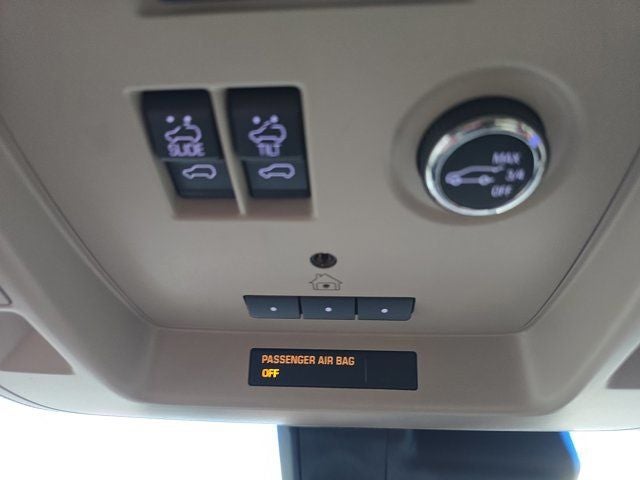 SLIDE
TILT
MAX
3/4
OFF
PASSENGER AIR BAG
OFF